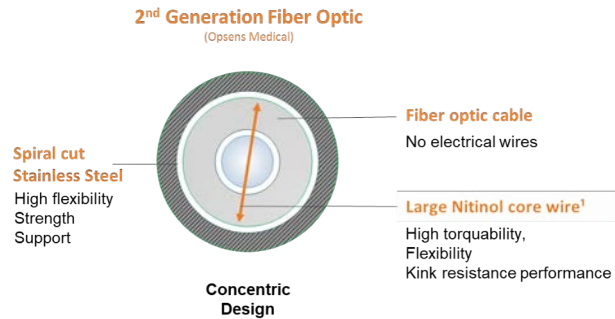 2nd Generation Fiber Optic
(Opsens Medical)
Fiber optic cable
No electrical wires
Spiral cut
Stainless Steel
High flexibility
Strength
Support
Large Nitinol core wire¹
High torquability,
Flexibility
Kink resistance performance
Concentric
Design